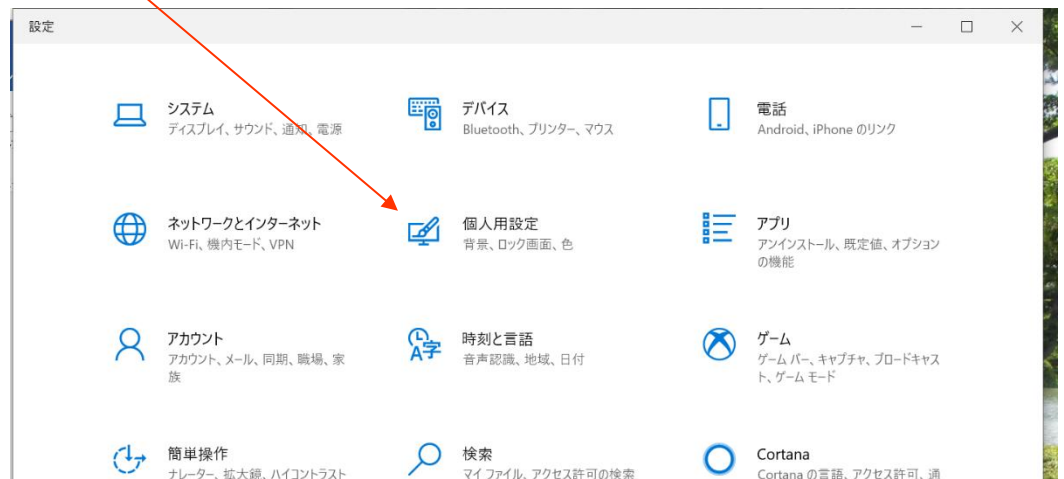 設定
システム
ディスプレイ、サウンド、通知、電源
デバイス
Bluetooth、プリンター、マウス
電話
Android、iPhone のリンク
ネットワークとインターネット
Wi-Fi、機内モード、VPN
個人用設定
背景、ロック画面、色
アプリ
アンインストール、既定値、オプション
の機能
アカウント
アカウント、メール、同期、職場、家
族
時刻と言語
音声認識、地域、日付
ゲーム
ゲーム バー、キャプチャ、ブロードキャス
ト、ゲーム モード
簡単操作
ナレーター、拡大鏡、ハイコントラスト
検索
マイ ファイル、アクセス許可の検索
Cortana
Cortana の言語、アクセス許可、通